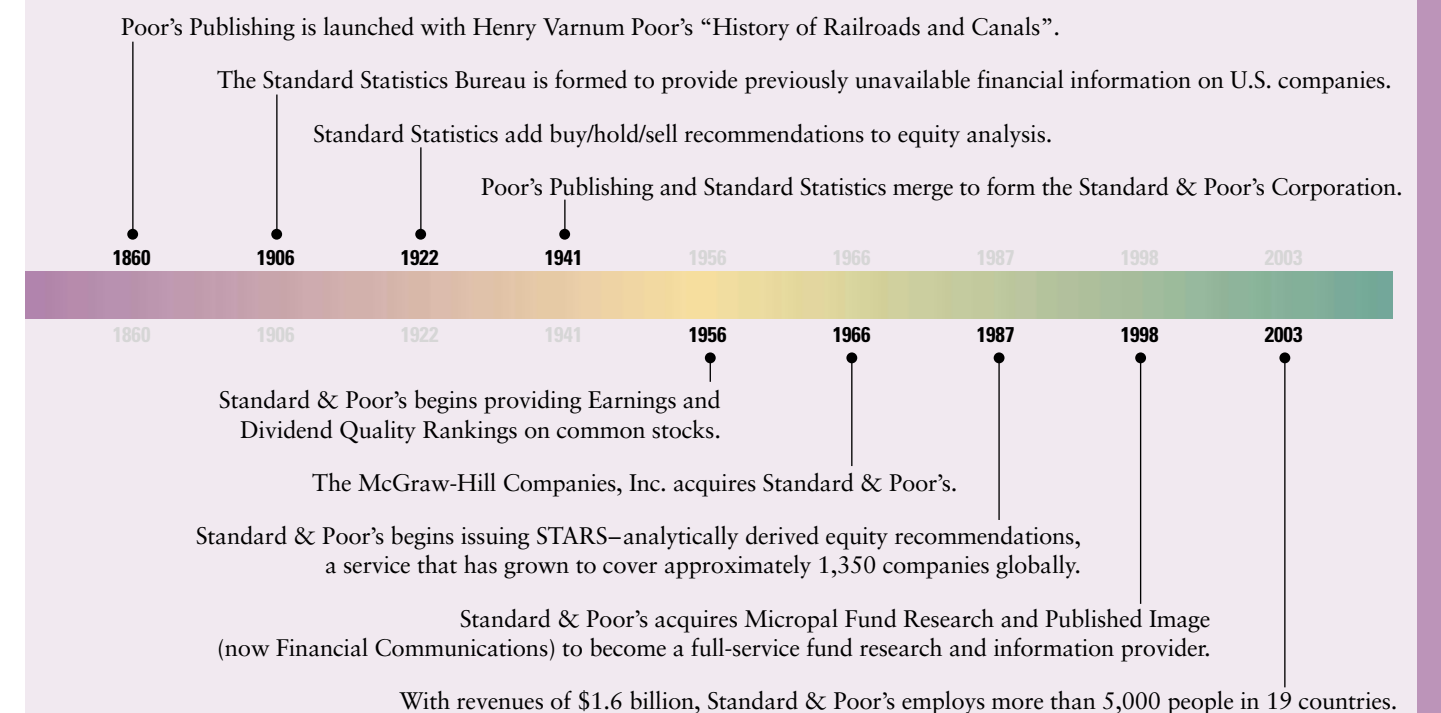 Poor’s Publishing is launched with Henry Varnum Poor’s “History of Railroads and Canals”.
The Standard Statistics Bureau is formed to provide previously unavailable financial information on U.S. companies.
Standard Statistics add buy/hold/sell recommendations to equity analysis.
Poor’s Publishing and Standard Statistics merge to form the Standard & Poor’s Corporation.
1860 1906 1922 1941 1956 1966 1987 1998 2003
1860 1906 1922 1941 1956 1966 1987 1998 2003
Standard & Poor’s begins providing Earnings and
Dividend Quality Rankings on common stocks.
The McGraw-Hill Companies, Inc. acquires Standard & Poor’s.
Standard & Poor’s begins issuing STARS–analytically derived equity recommendations,
a service that has grown to cover approximately 1,350 companies globally.
Standard & Poor’s acquires Micropal Fund Research and Published Image
(now Financial Communications) to become a full-service fund research and information provider.
With revenues of $1.6 billion, Standard & Poor’s employs more than 5,000 people in 19 countries.